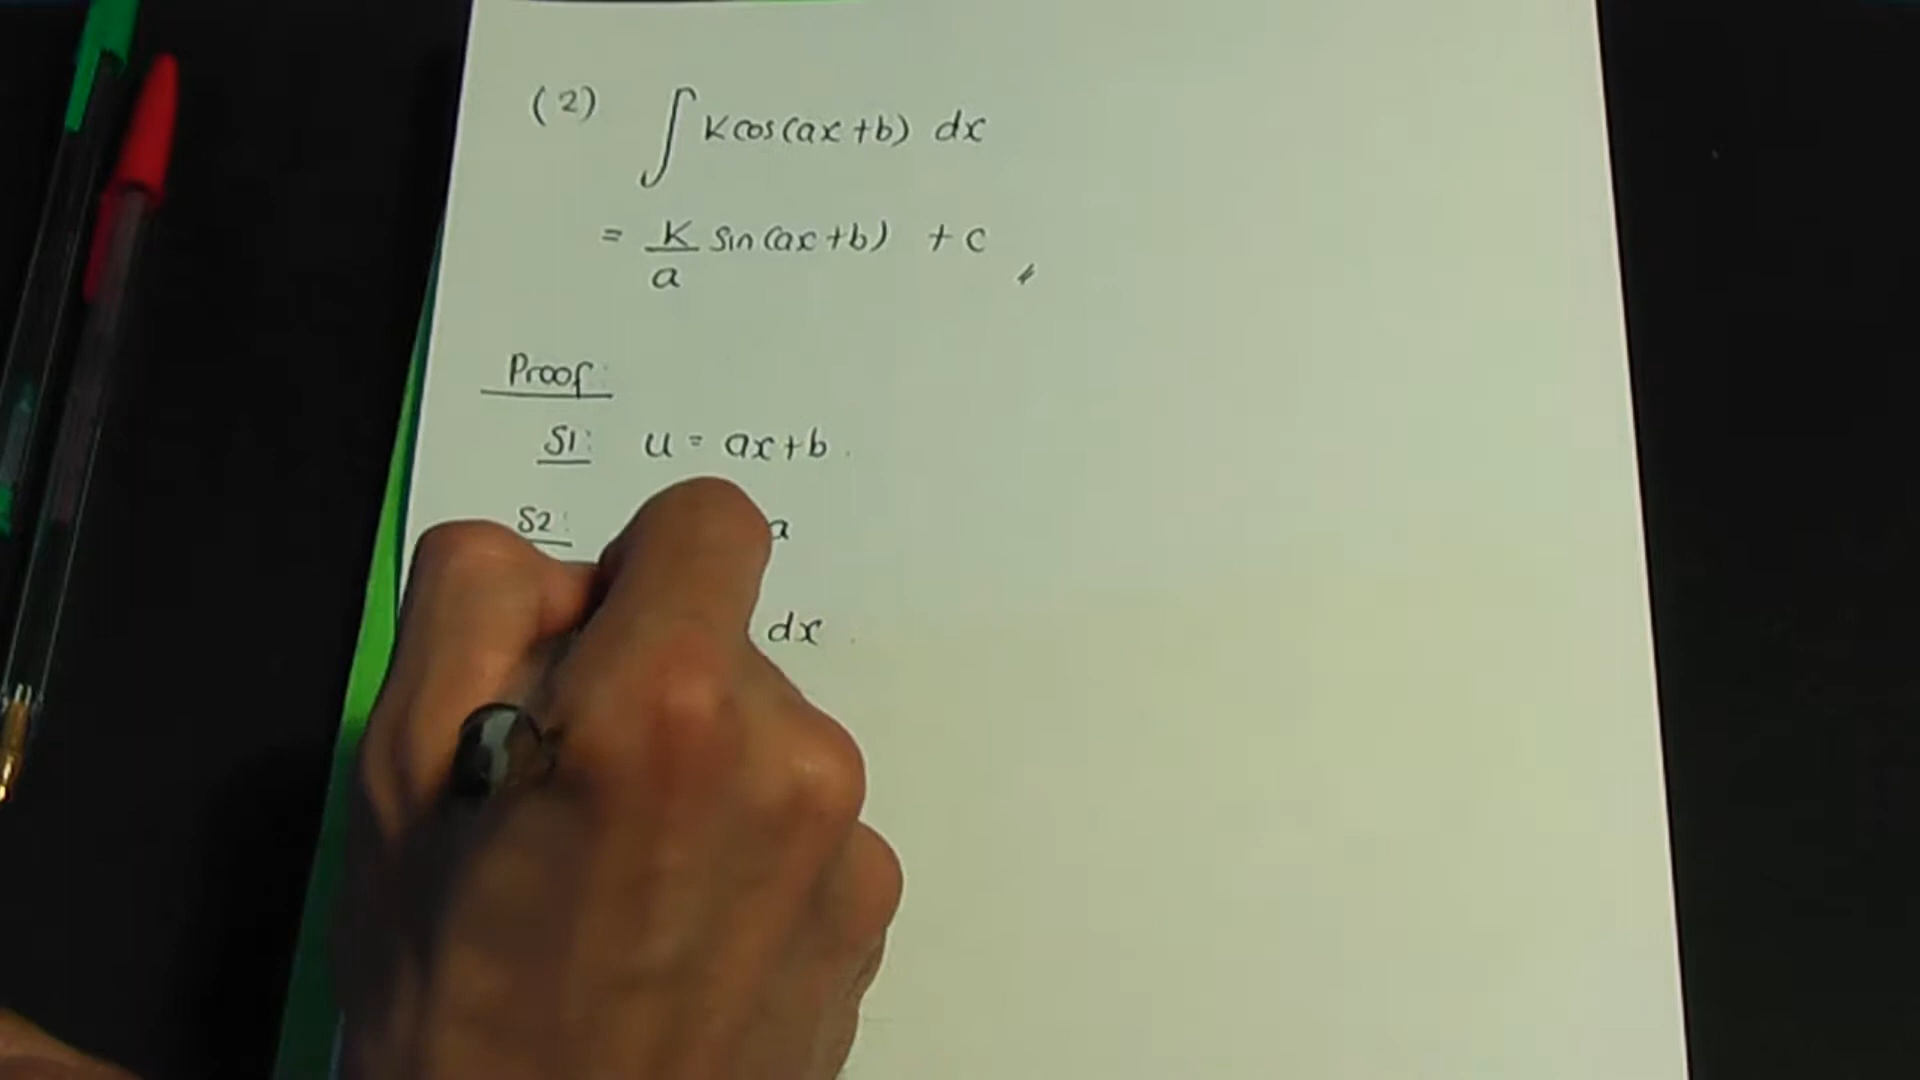 (2) ∫ K cos(ax+b) dx
= K/a sin(ax+b) + c
Proof:
S1: u = ax+b
S2: a
dx